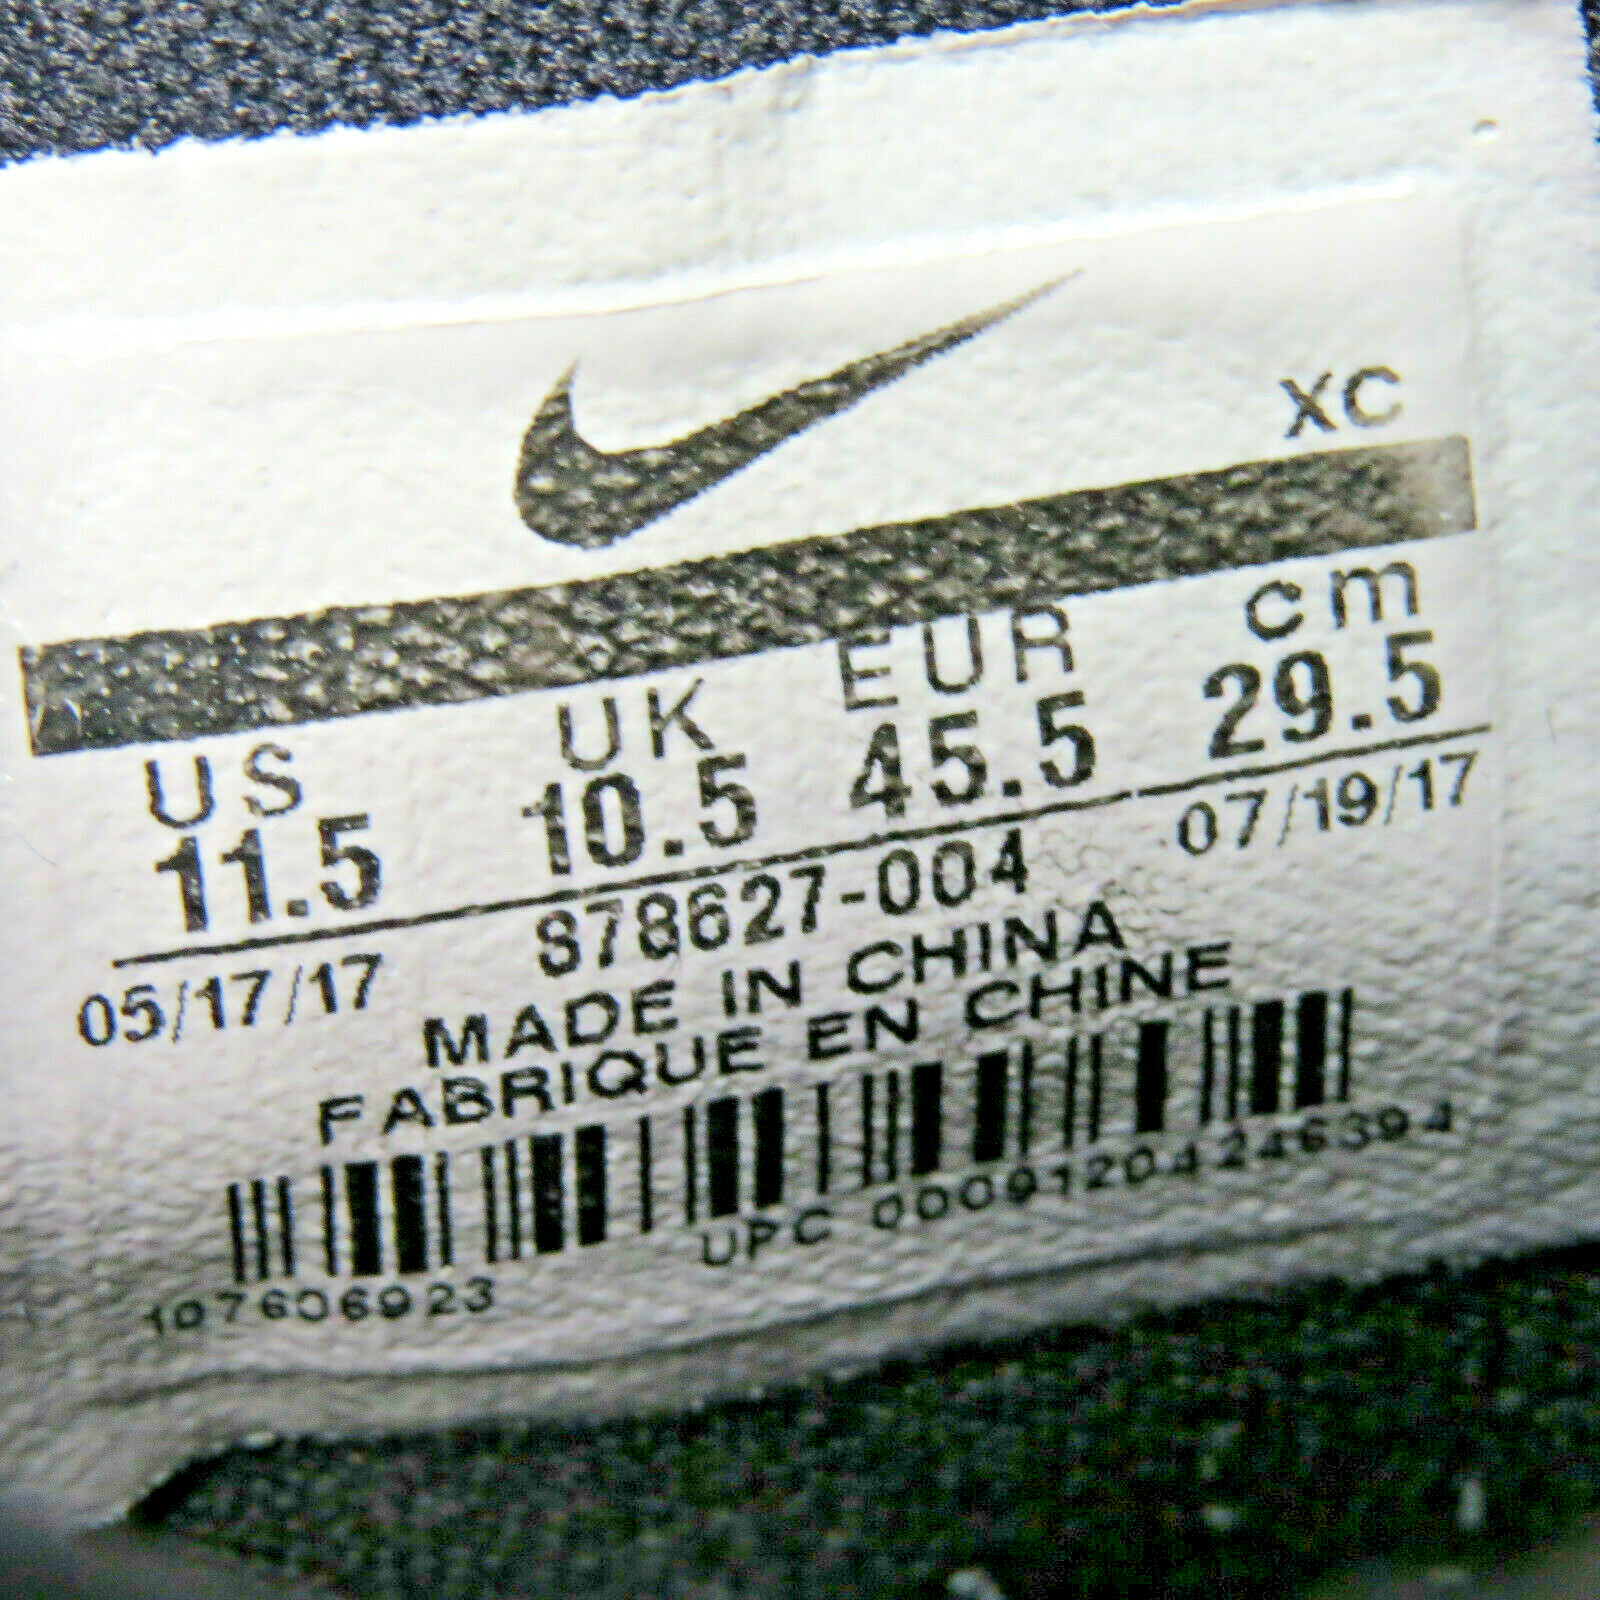 XC
US UK EUR cm
11.5 10.5 45.5 29.5
05/17/17 878627-004 07/19/17
MADE IN CHINA
FABRIQUE EN CHINE
UPC 00091204246394
107606923